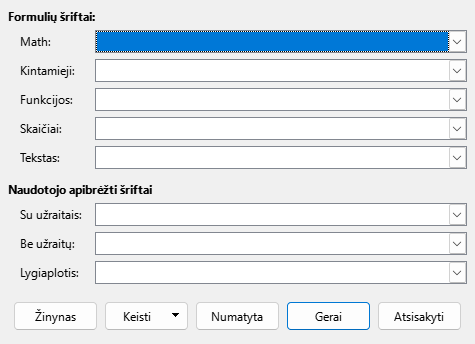 Formulių šriftai:
Math:
Kintamieji:
Funkcijos:
Skaičiai:
Tekstas:
Naudotojo apibrėžti šriftai
Su užraitais:
Be užraitų:
Lygiaplotis:
Žinynas Keisti Numatyta Gerai Atsisakyti